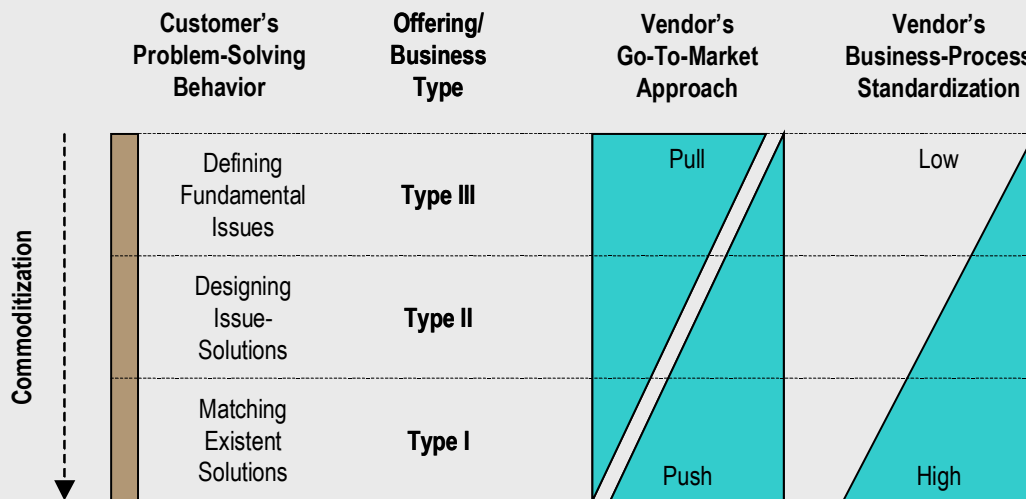 Customer's
Problem-Solving
Behavior
Offering/
Business
Type
Vendor's
Go-To-Market
Approach
Vendor's
Business-Process
Standardization
Commoditization
Defining
Fundamental
Issues
Type III
Pull
Low
Designing
Issue-
Solutions
Type II
Matching
Existent
Solutions
Type I
Push
High